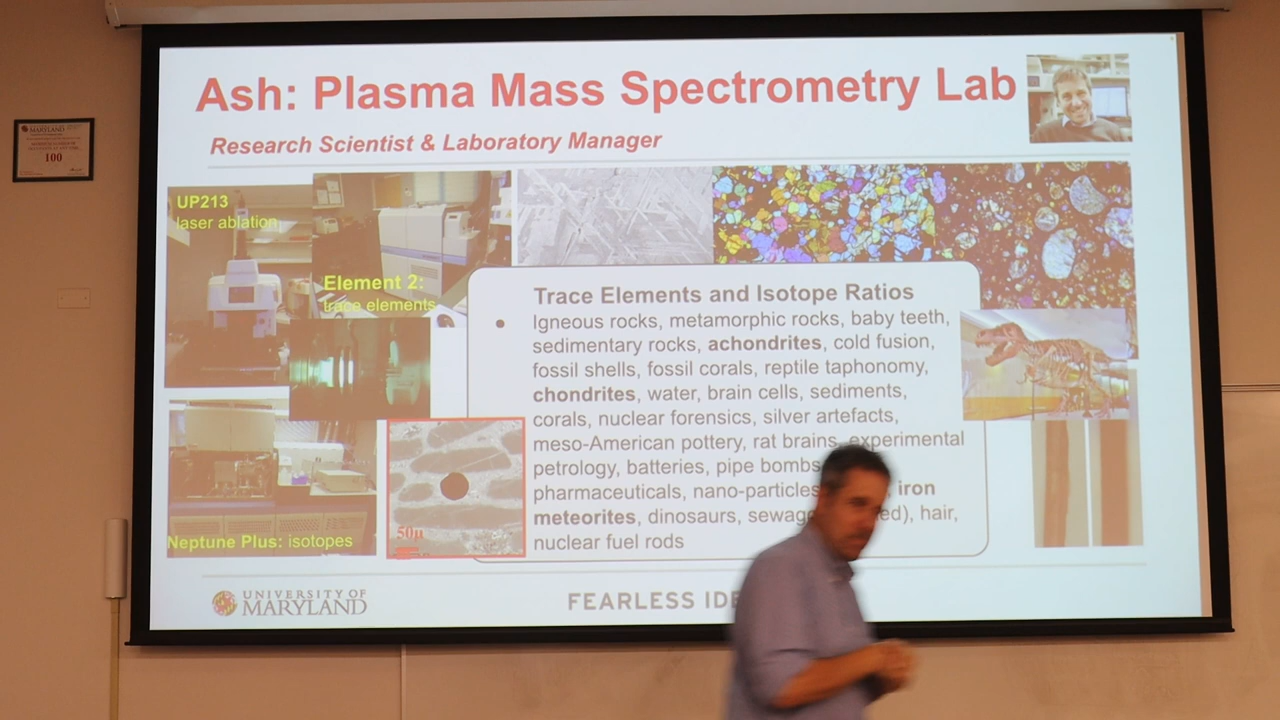 Ash: Plasma Mass Spectrometry Lab
Research Scientist & Laboratory Manager
MARYLAND
100
UP213
laser ablation
Element 2:
trace elements
Trace Elements and Isotope Ratios
• Igneous rocks, metamorphic rocks, baby teeth,
sedimentary rocks, achondrites, cold fusion,
fossil shells, fossil corals, reptile taphonomy,
chondrites, water, brain cells, sediments,
corals, nuclear forensics, silver artefacts,
meso-American pottery, rat brains, experimental
petrology, batteries, pipe bombs
pharmaceuticals, nano-particles, iron
meteorites, dinosaurs, hair,
nuclear fuel rods
50µ
Neptune Plus: isotopes
UNIVERSITY OF
MARYLAND
FEARLESS